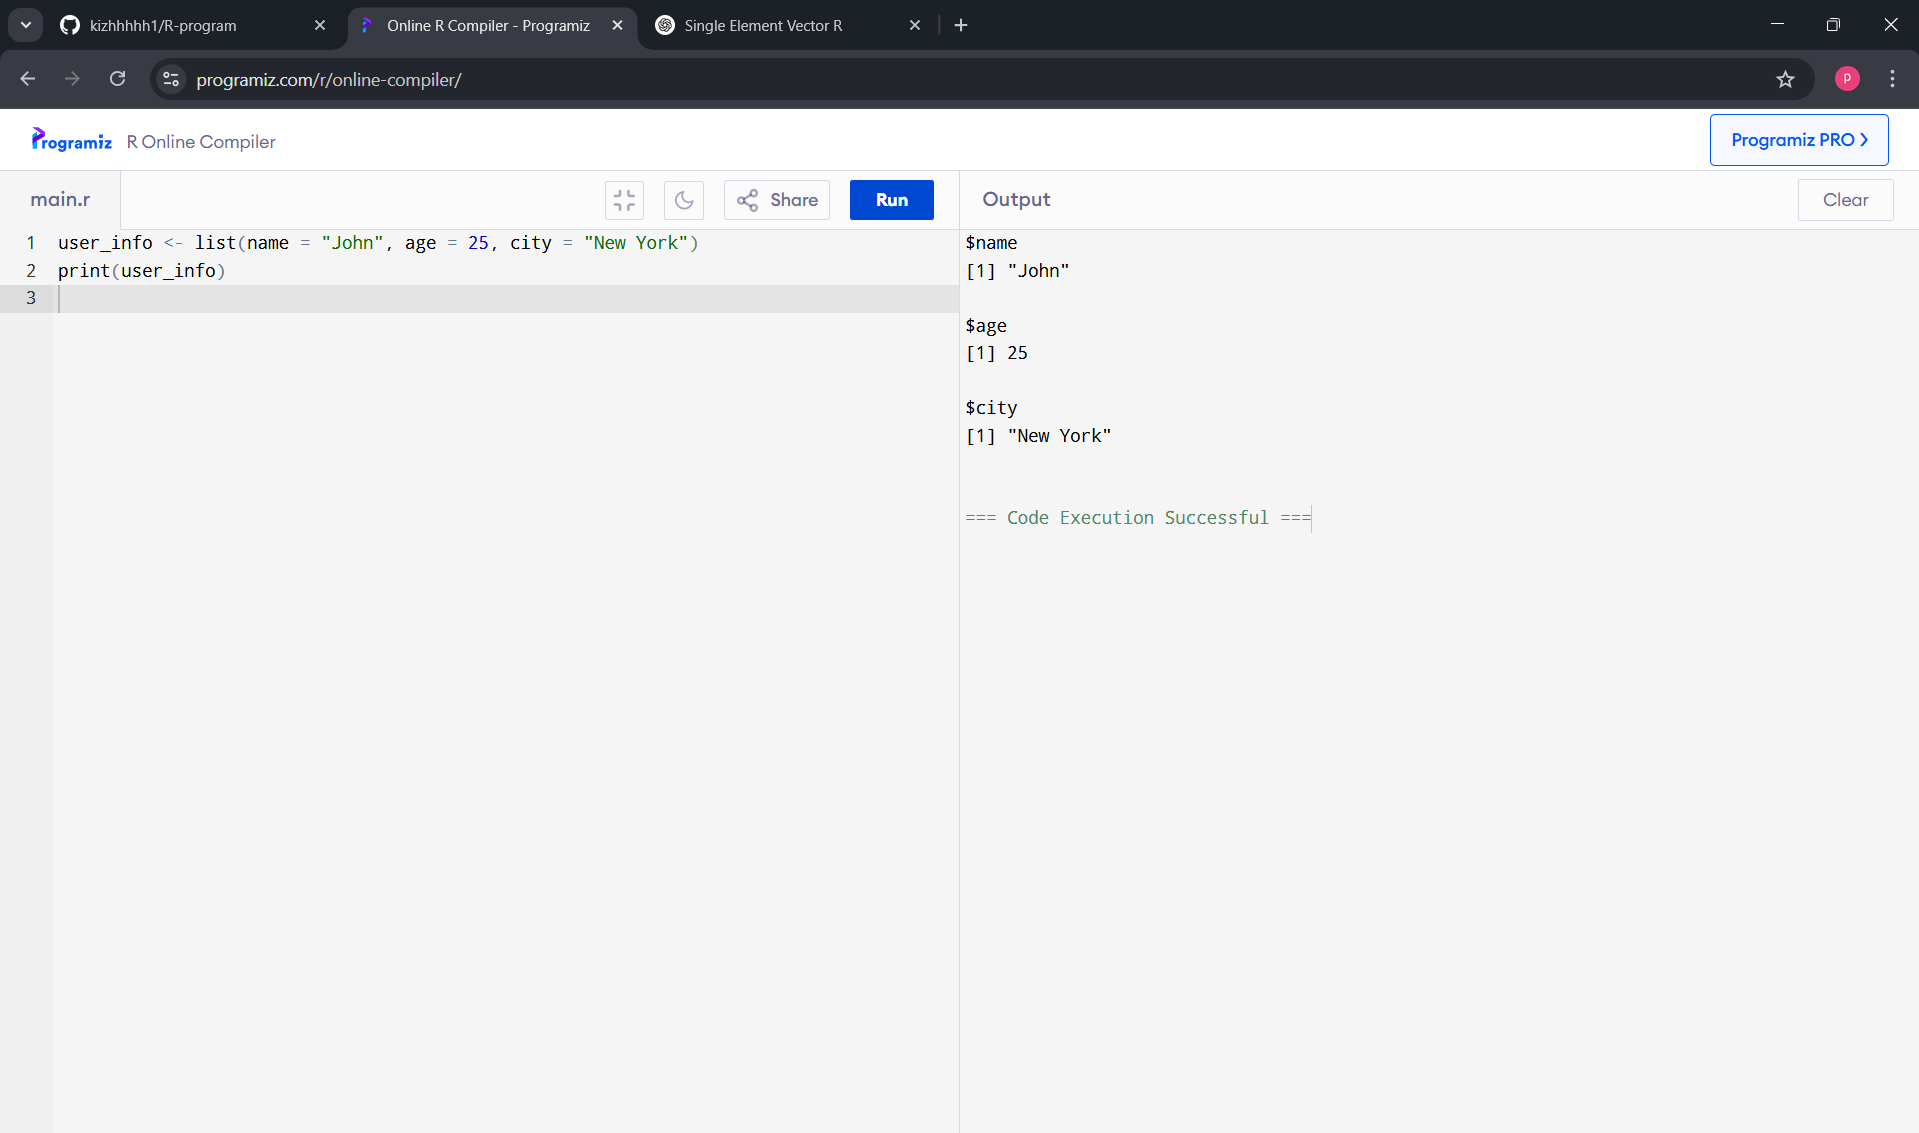 kizhhhhh1/R-program
Online R Compiler - Programiz
Single Element Vector R
programiz.com/r/online-compiler/
P
Programiz R Online Compiler
Programiz PRO
main.r
Share
Run
Output
Clear
1 user_info <- list(name = "John", age = 25, city = "New York")
2 print(user_info)
3
$name
[1] "John"
$age
[1] 25
$city
[1] "New York"
=== Code Execution Successful ===